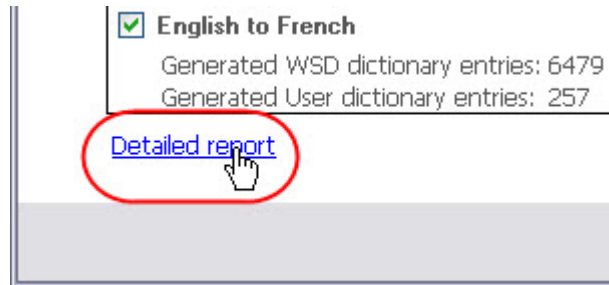 English to French
Generated WSD dictionary entries: 6479
Generated User dictionary entries: 257
Detailed report